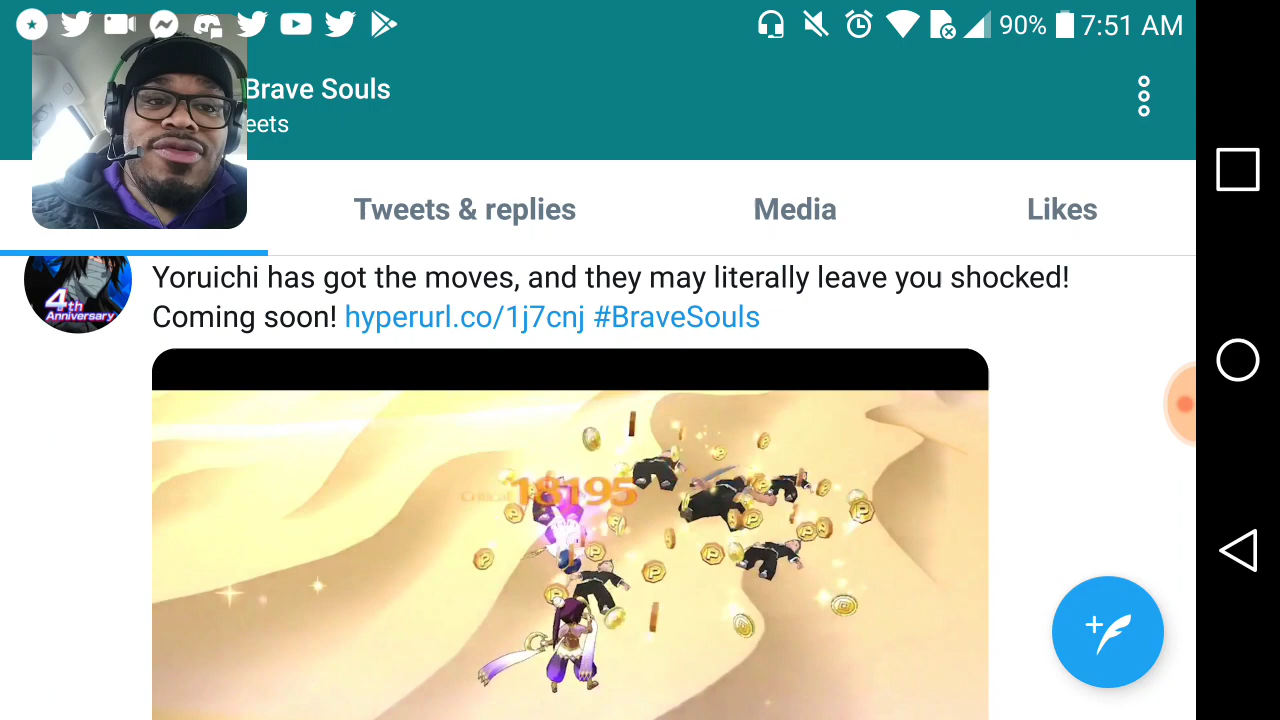 90% 7:51 AM
Brave Souls
eets
Tweets & replies
Media
Likes
4th
Anniversary
Yoruichi has got the moves, and they may literally leave you shocked!
Coming soon! hyperurl.co/1j7cnj #BraveSouls
Critical 18195